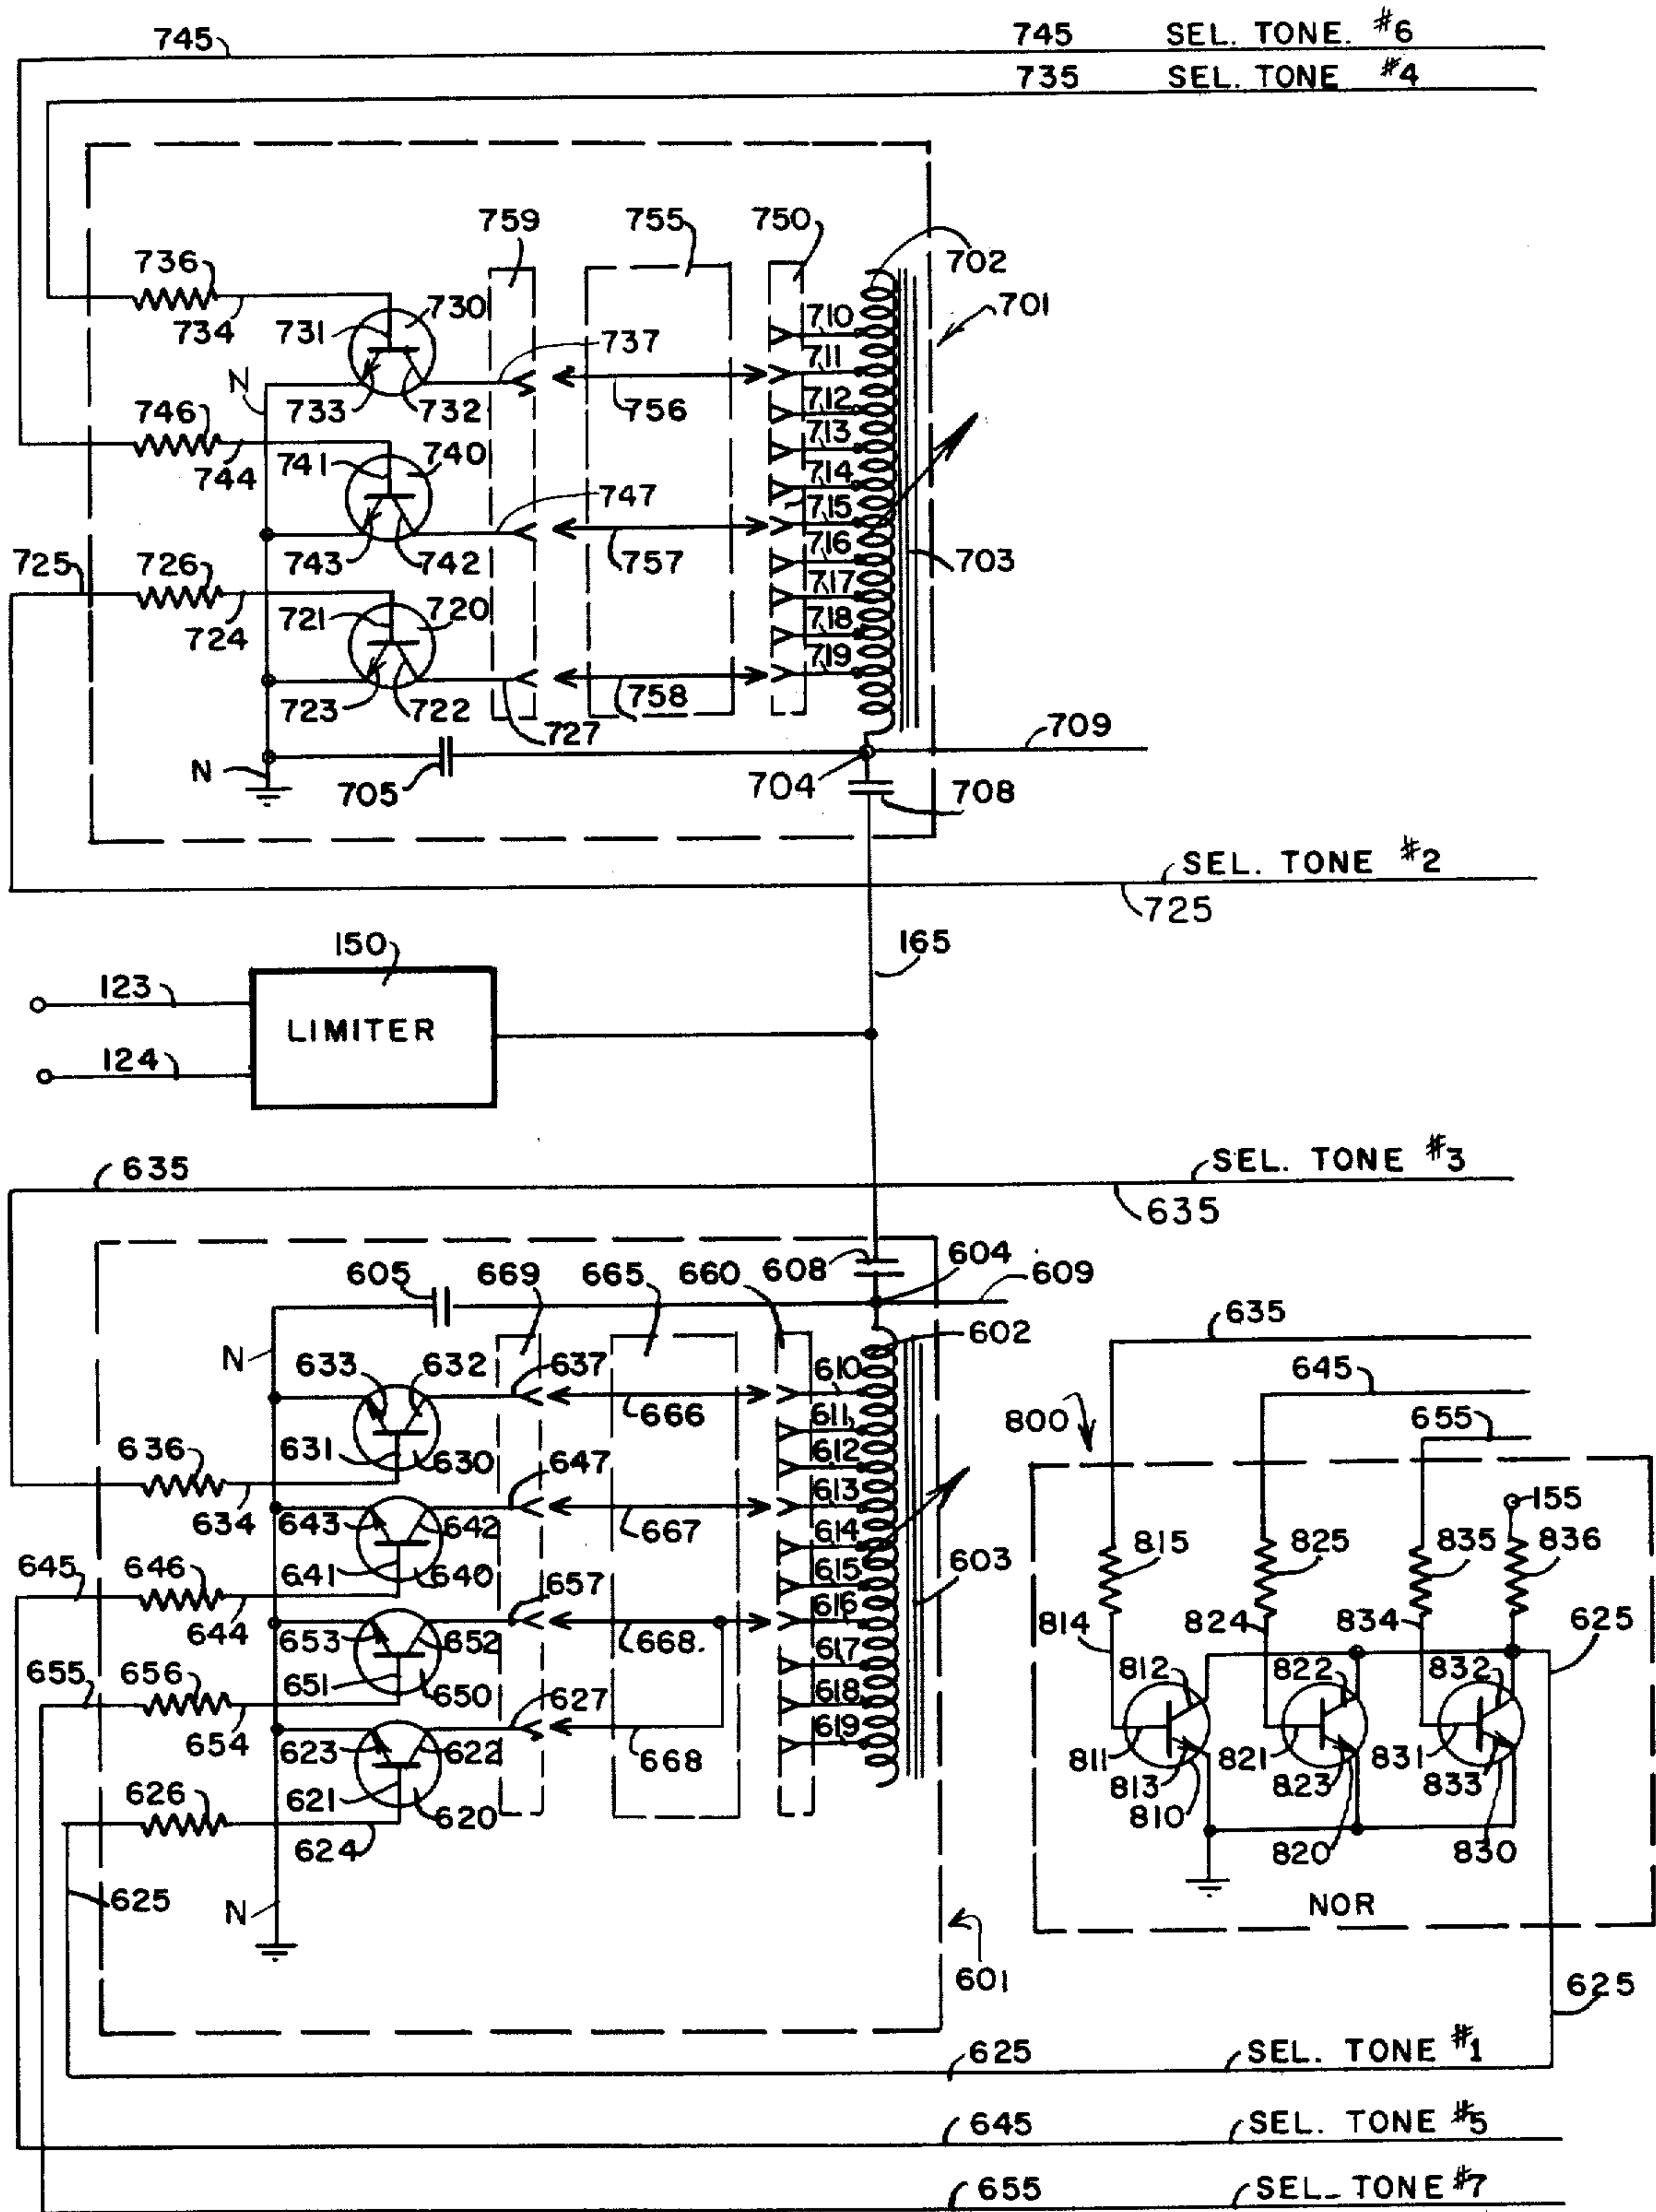 745 745 SEL. TONE. #6
735 SEL. TONE #4
759 755 750
736 702
734 731 730 710 701
737 711
N 733 732 756 712
746 713
744 741 740 714
747 715
743 742 757 716 703
725 726 717
724 721 720 718
719
723 722 758
727 709
N 705 704 708
SEL. TONE #2
725
150 165
123
LIMITER
124
635 SEL. TONE #3
635
605 669 665 660 608 604 609
602 635
N 633 632 637 610 645
666 611 800 655
636 631 630 647 612
634 643 642 667 613 155
614 815 825 835 836
645 646 641 640 657 615 603
644 653 652 668. 616 814 824 834 625
655 656 651 650 617 812 822 832
654 627 618
623 622 668 619 811 821 831
626 621 620 813 823 833
624 810 820 830
625 N NOR
601 625
625 SEL. TONE #1
645 SEL. TONE #5
655 SEL_ TONE #7